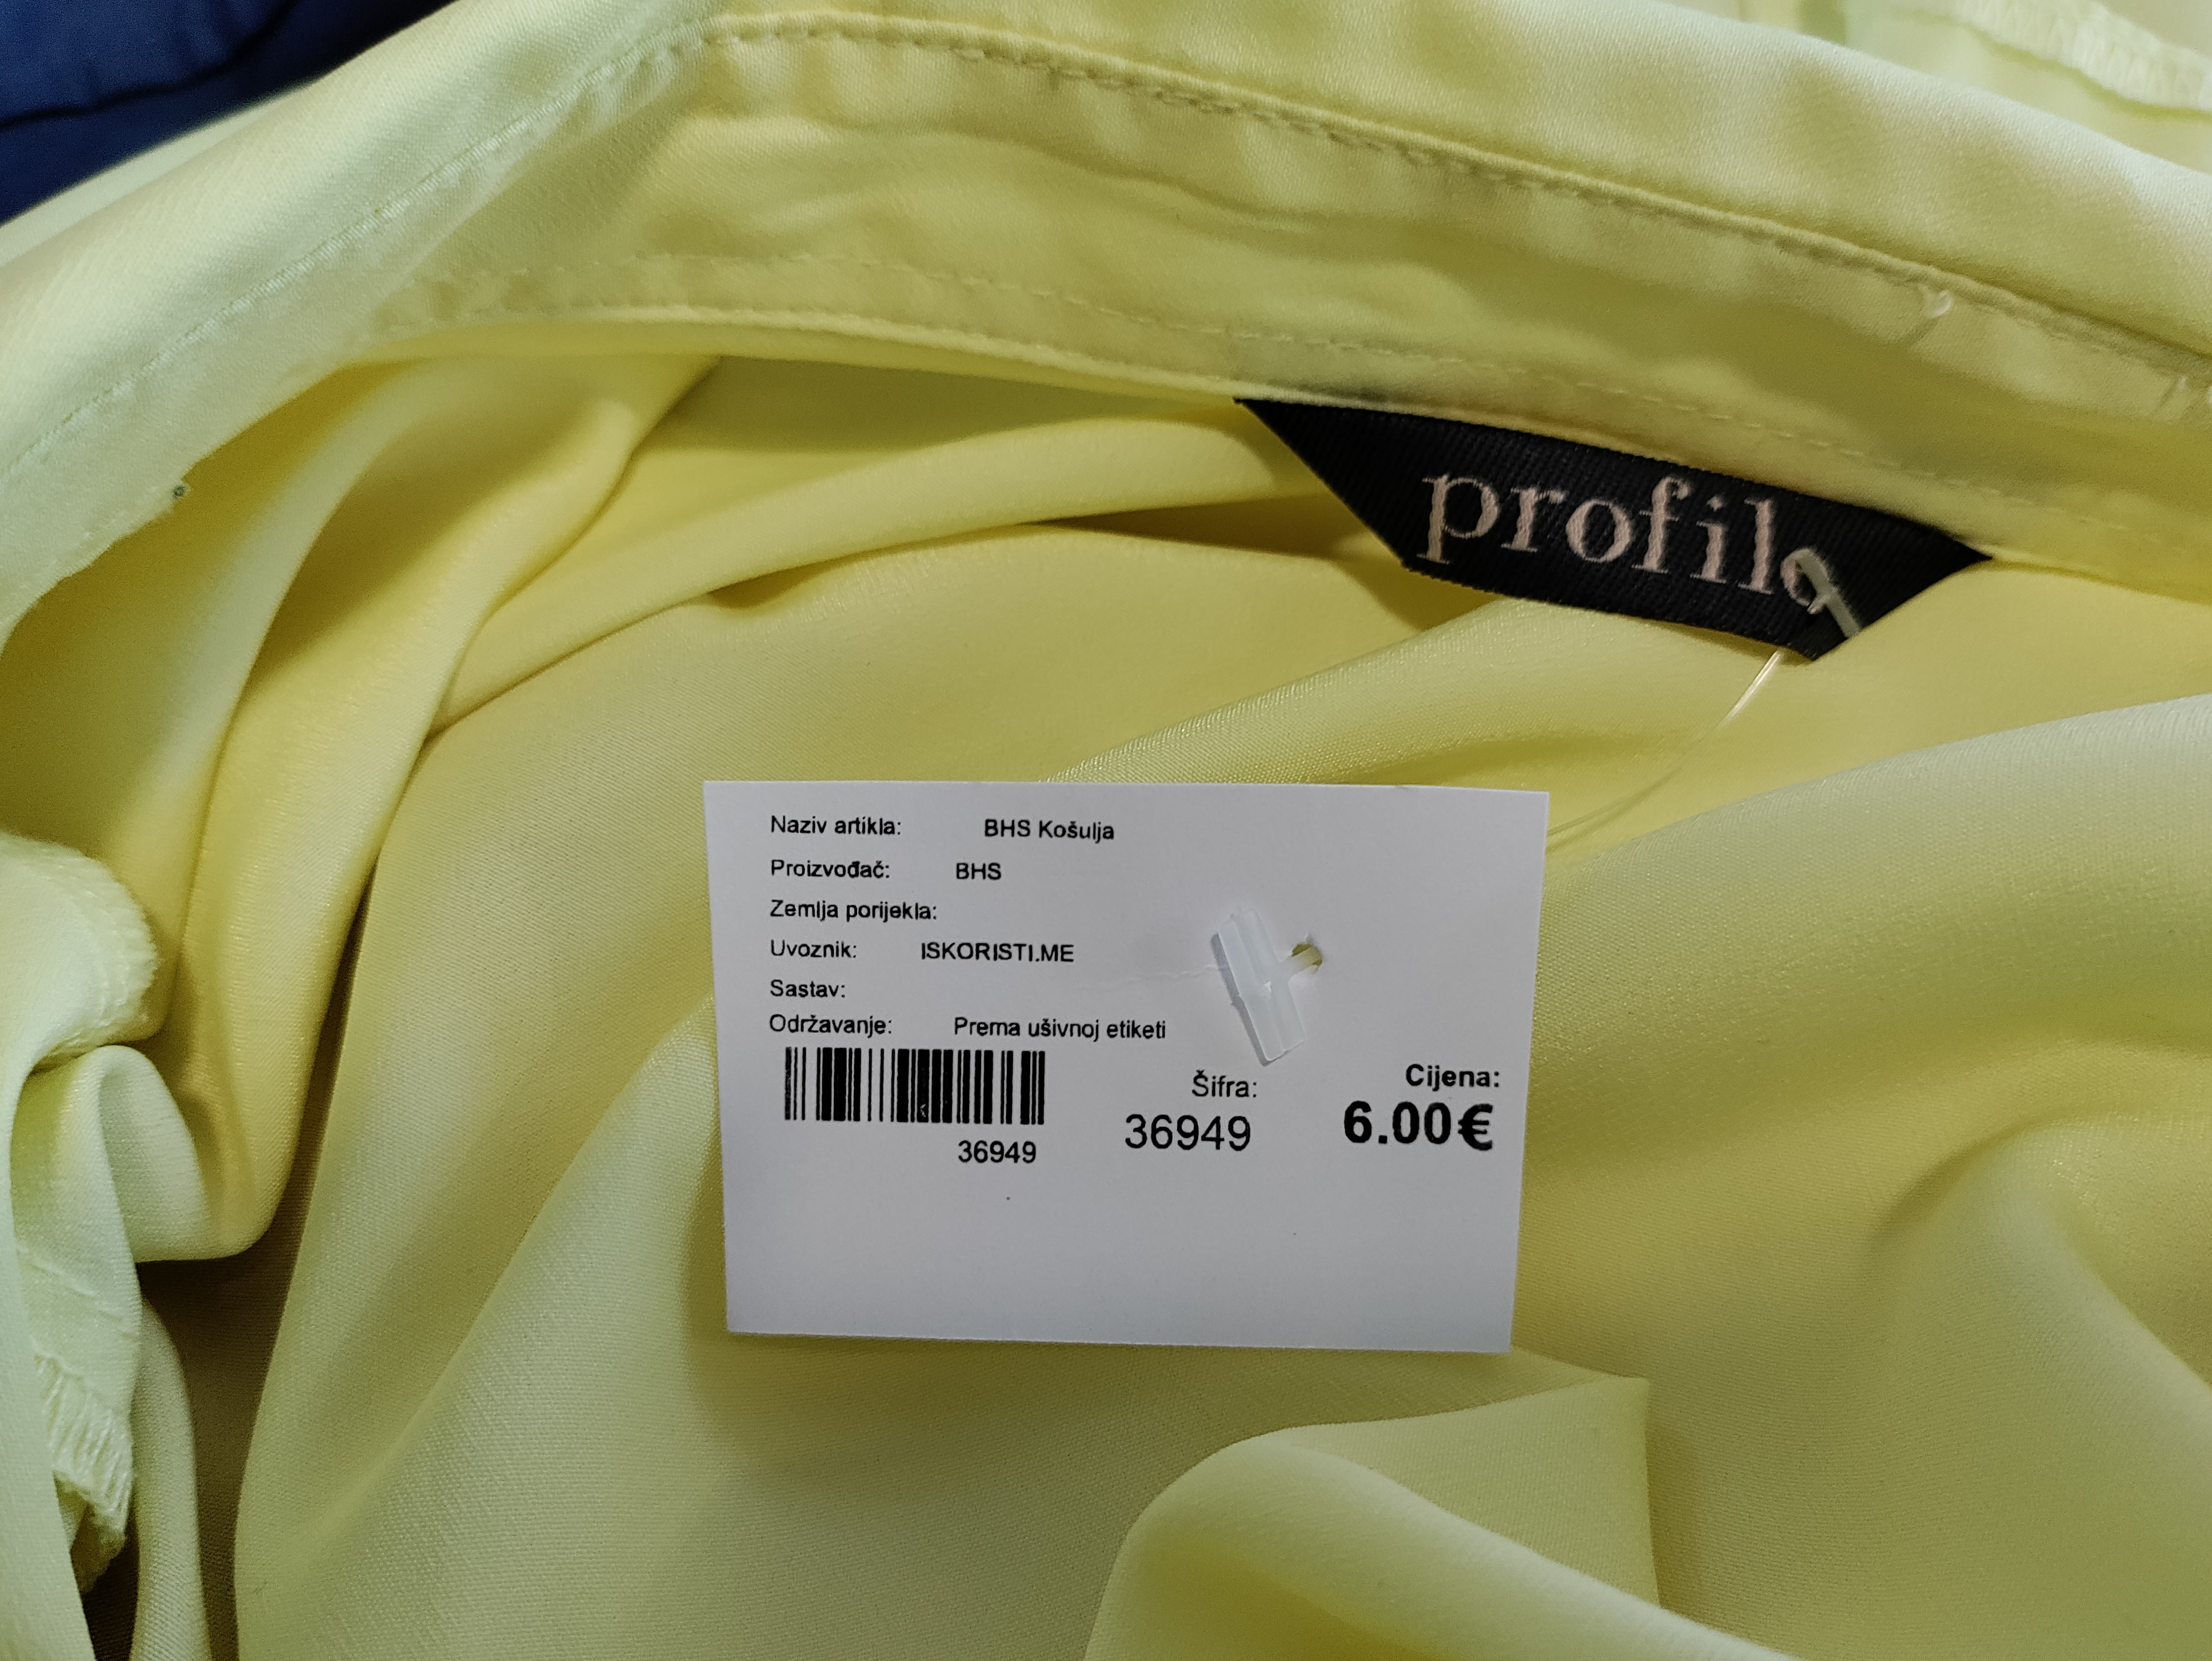 profile
Naziv artikla: BHS Košulja
Proizvođač: BHS
Zemlja porijekla:
Uvoznik: ISKORISTI.ME
Sastav:
Održavanje: Prema ušivnoj etiketi
Šifra: Cijena:
36949 6.00€
36949